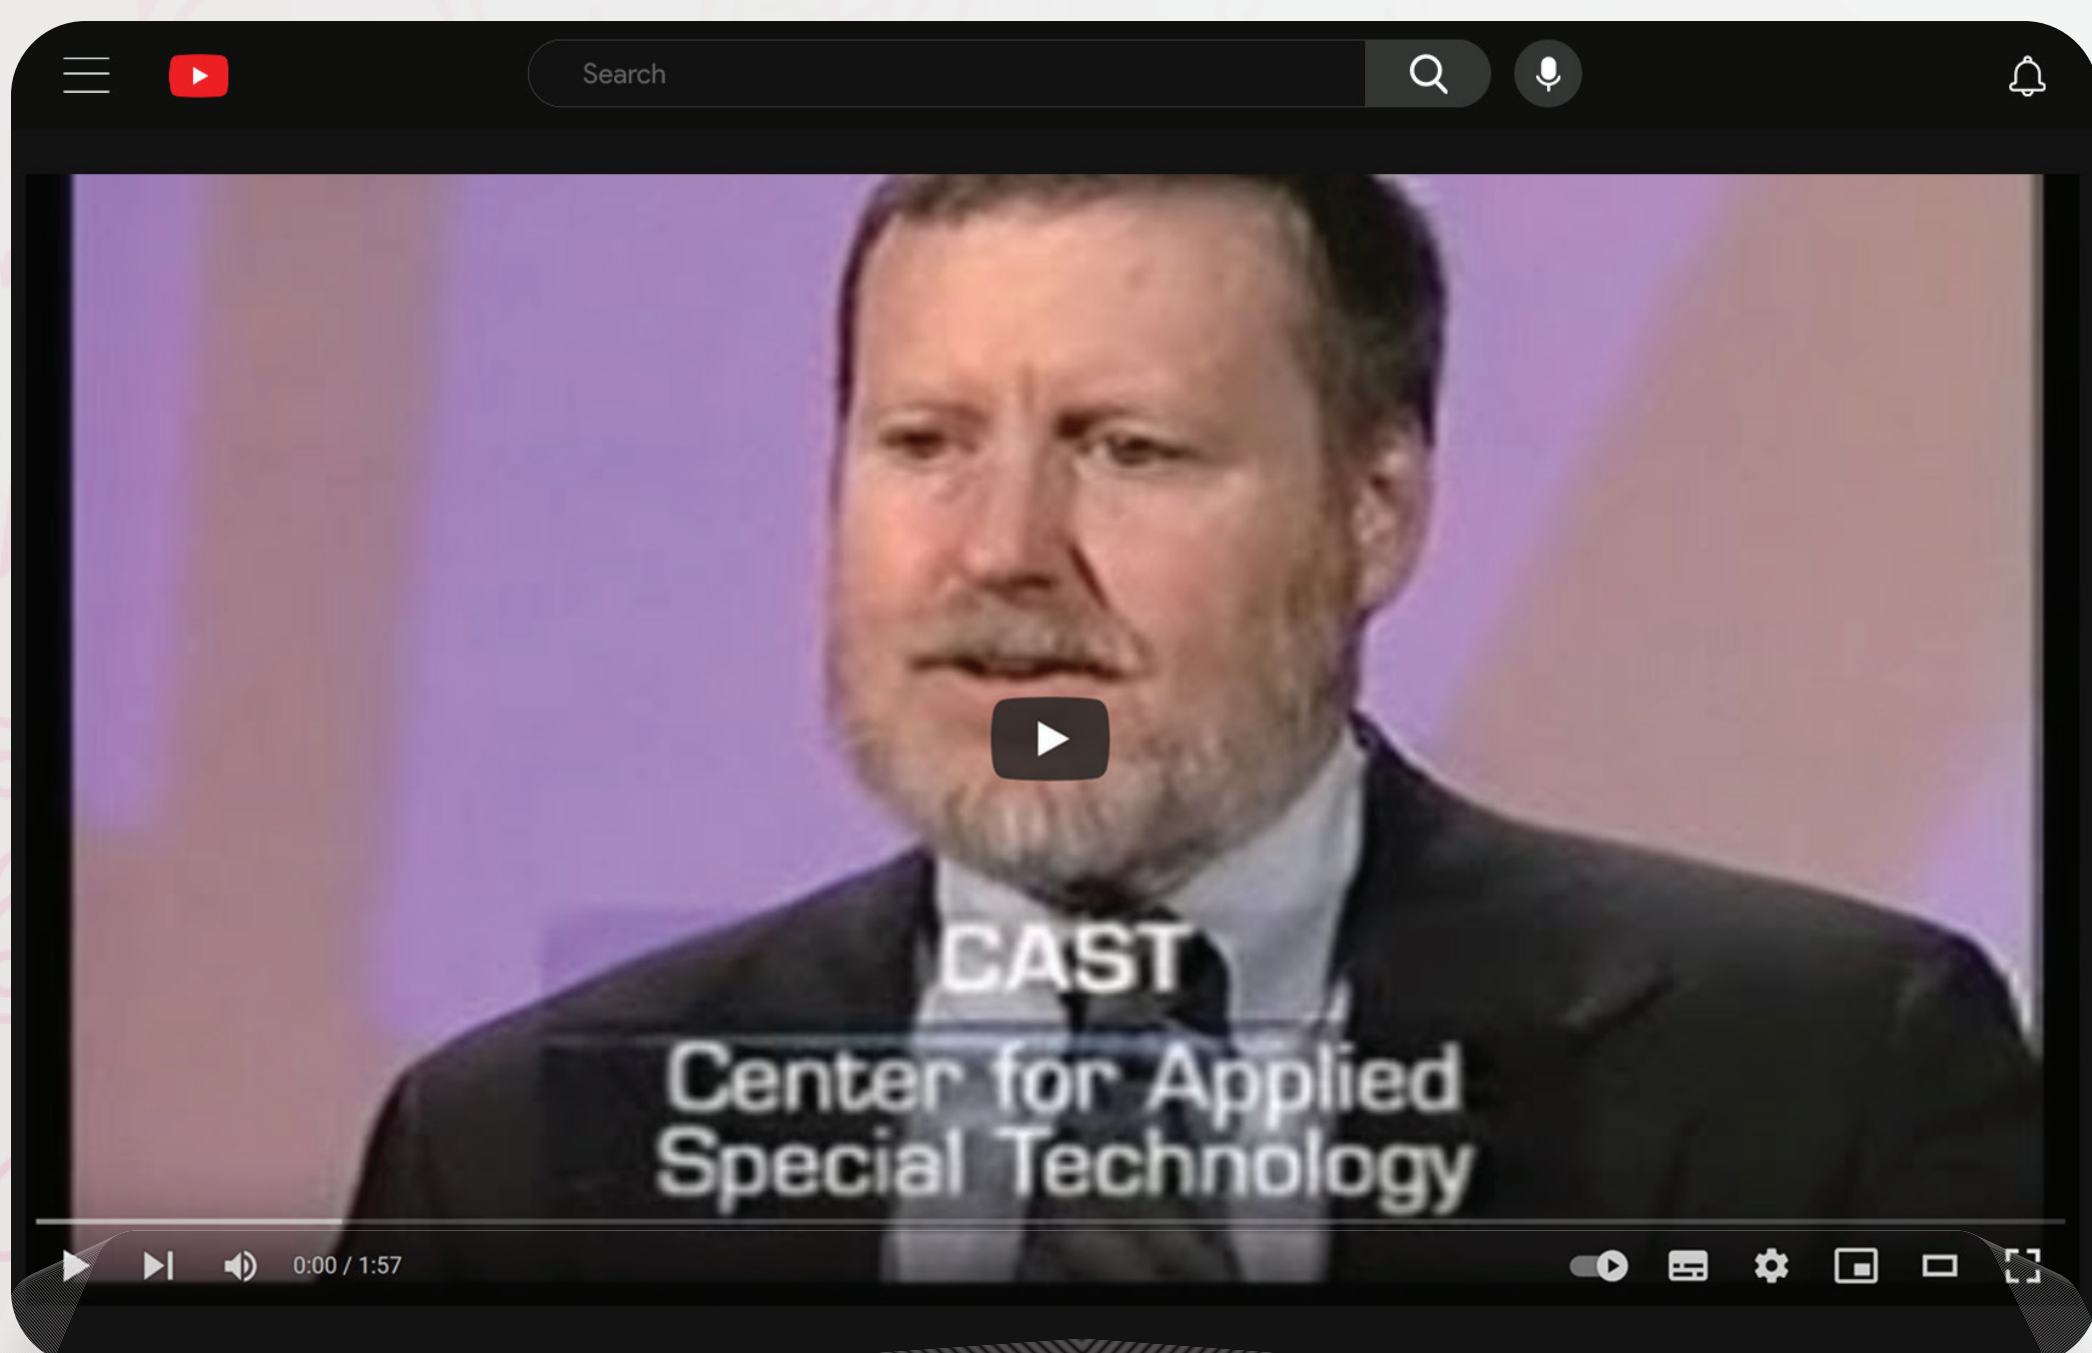 Search
CAST
Center for Applied
Special Technology
0:00 / 1:57